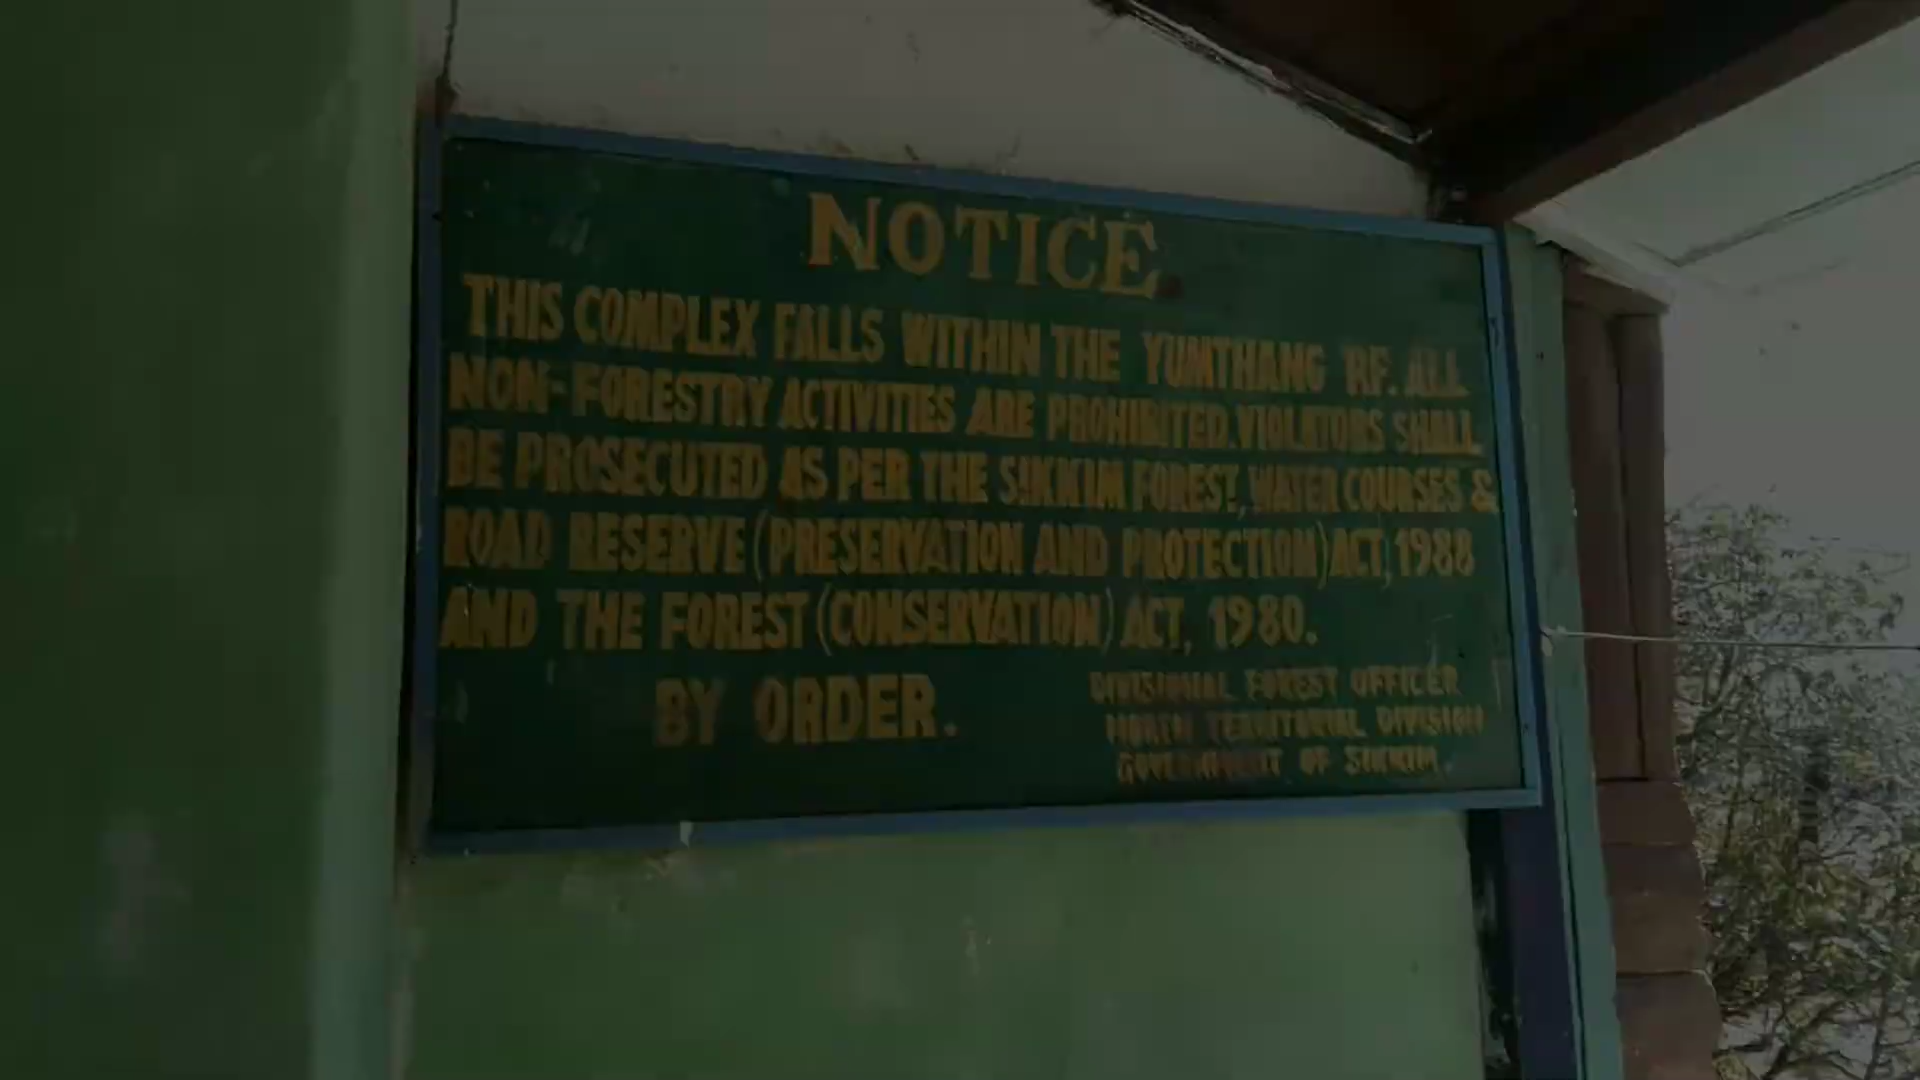 NOTICE
THIS COMPLEX FALLS WITHIN THE YUMTHANG RF. ALL
NON-FORESTRY ACTIVITIES ARE PROHIBITED. VIOLATORS SHALL
BE PROSECUTED AS PER THE SIKKIM FOREST, WATER COURSES &
ROAD RESERVE (PRESERVATION AND PROTECTION) ACT, 1988
AND THE FOREST (CONSERVATION) ACT, 1980.
BY ORDER.
DIVISIONAL FOREST OFFICER
NORTH TERRITORIAL DIVISION
GOVERNMENT OF SIKKIM.